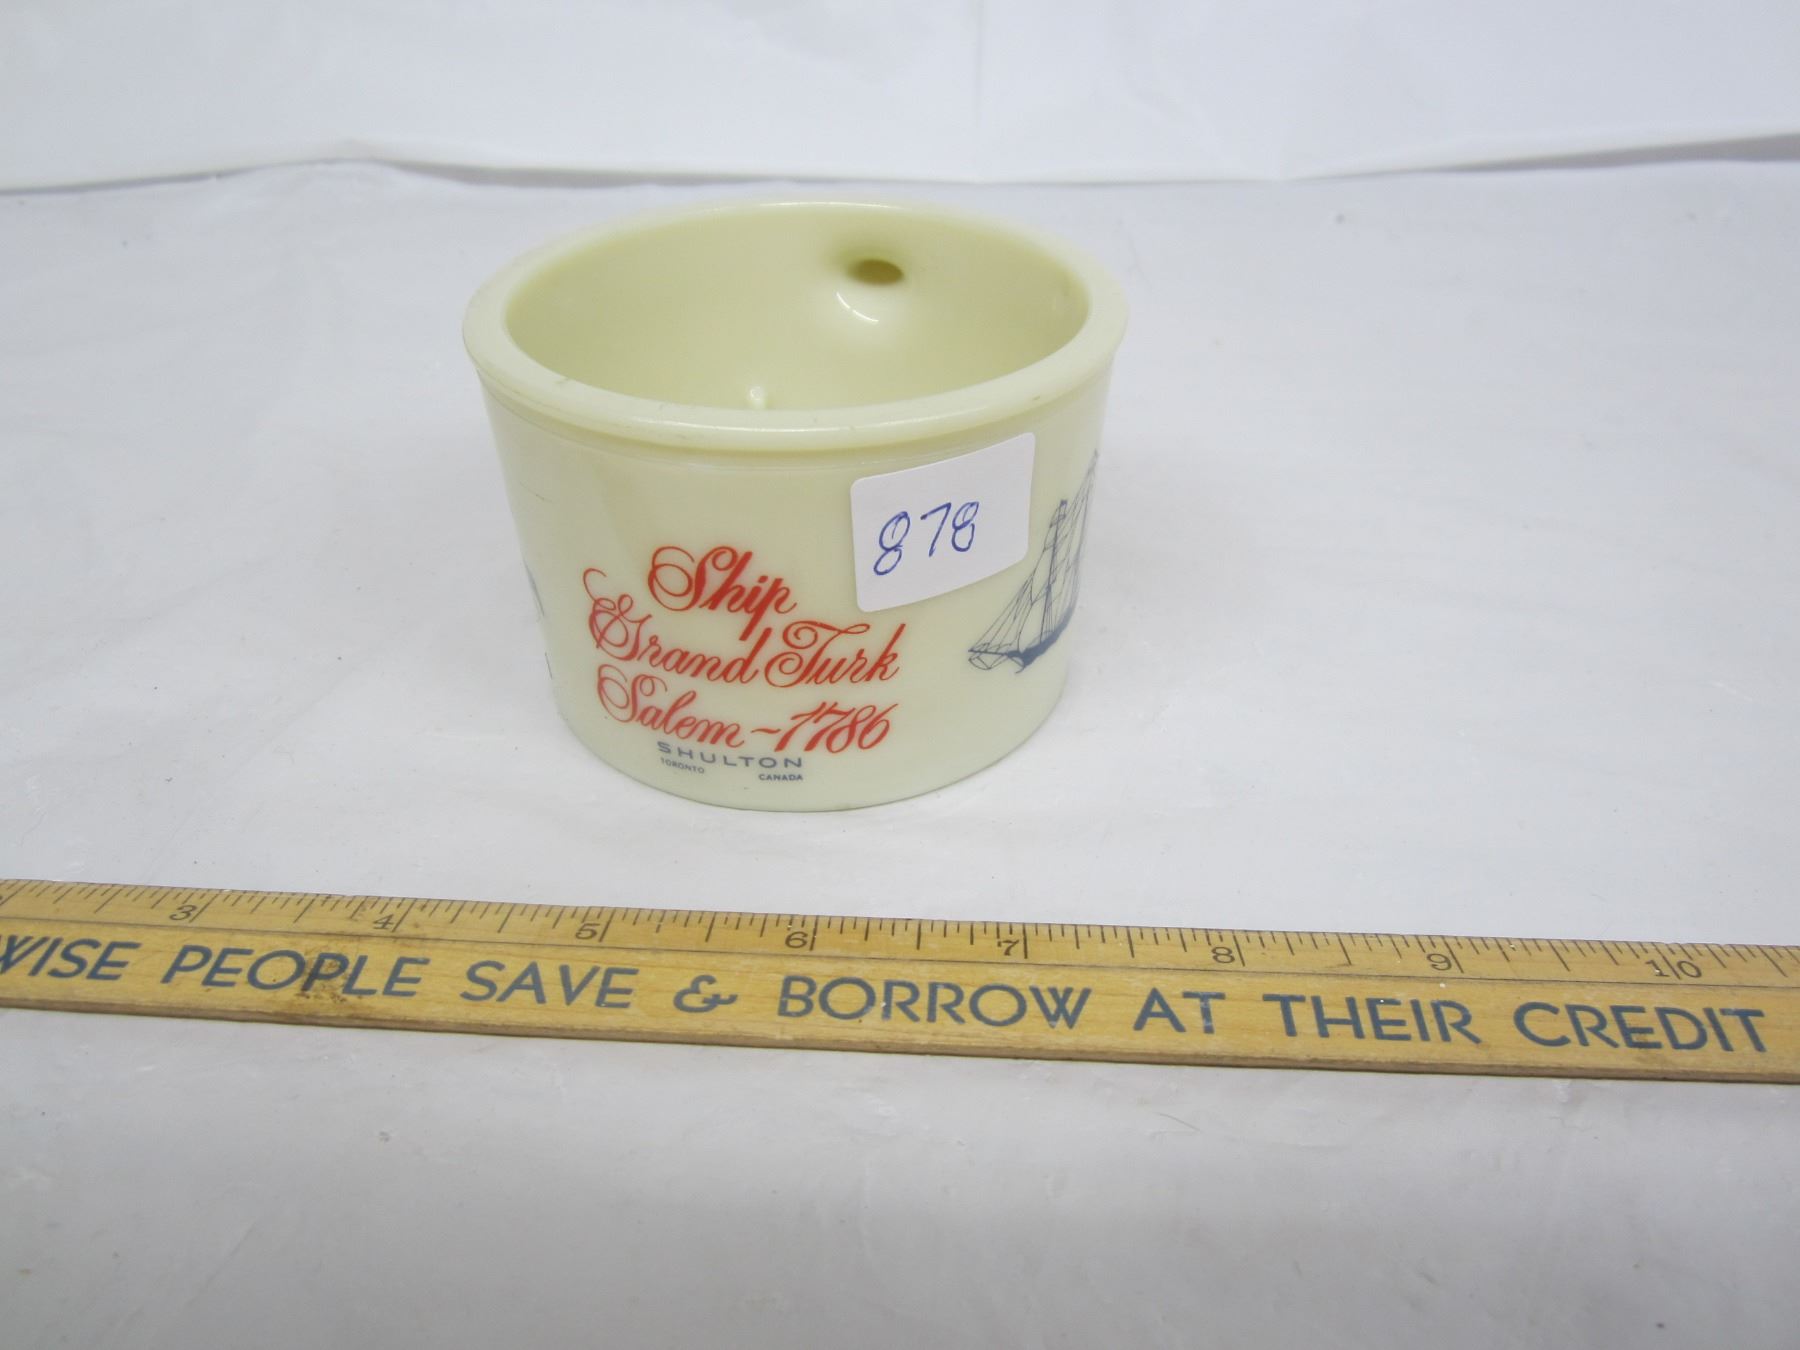 878
Ship
Grand Turk
Salem ~ 1786
SHULTON
TORONTO CANADA
3 4 5 6 7 8 9 10
WISE PEOPLE SAVE & BORROW AT THEIR CREDIT